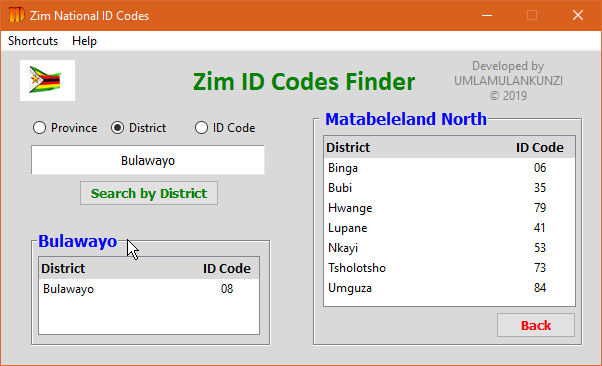 Zim National ID Codes
Shortcuts Help
Zim ID Codes Finder
Developed by
UMLAMULANKUNZI
© 2019
Province District ID Code
Bulawayo
Search by District
Bulawayo
District ID Code
Bulawayo 08
Matabeleland North
District ID Code
Binga 06
Bubi 35
Hwange 79
Lupane 41
Nkayi 53
Tsholotsho 73
Umguza 84
Back